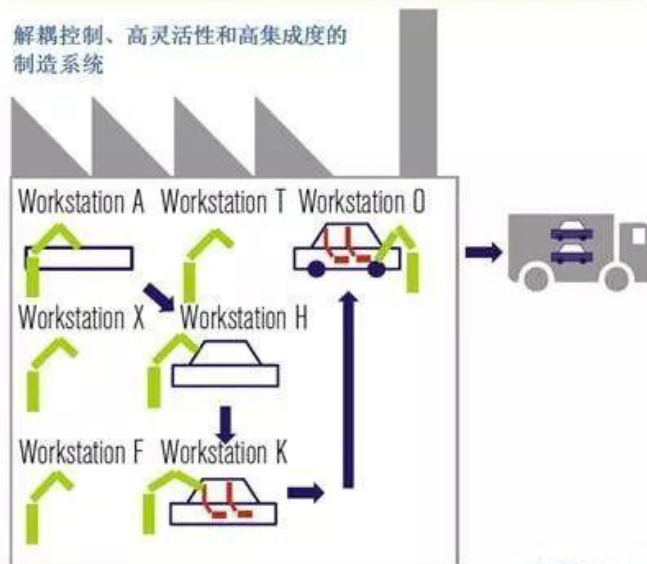 解耦控制、高灵活性和高集成度的
制造系统
Workstation A Workstation T Workstation O
Workstation X Workstation H
Workstation F Workstation K